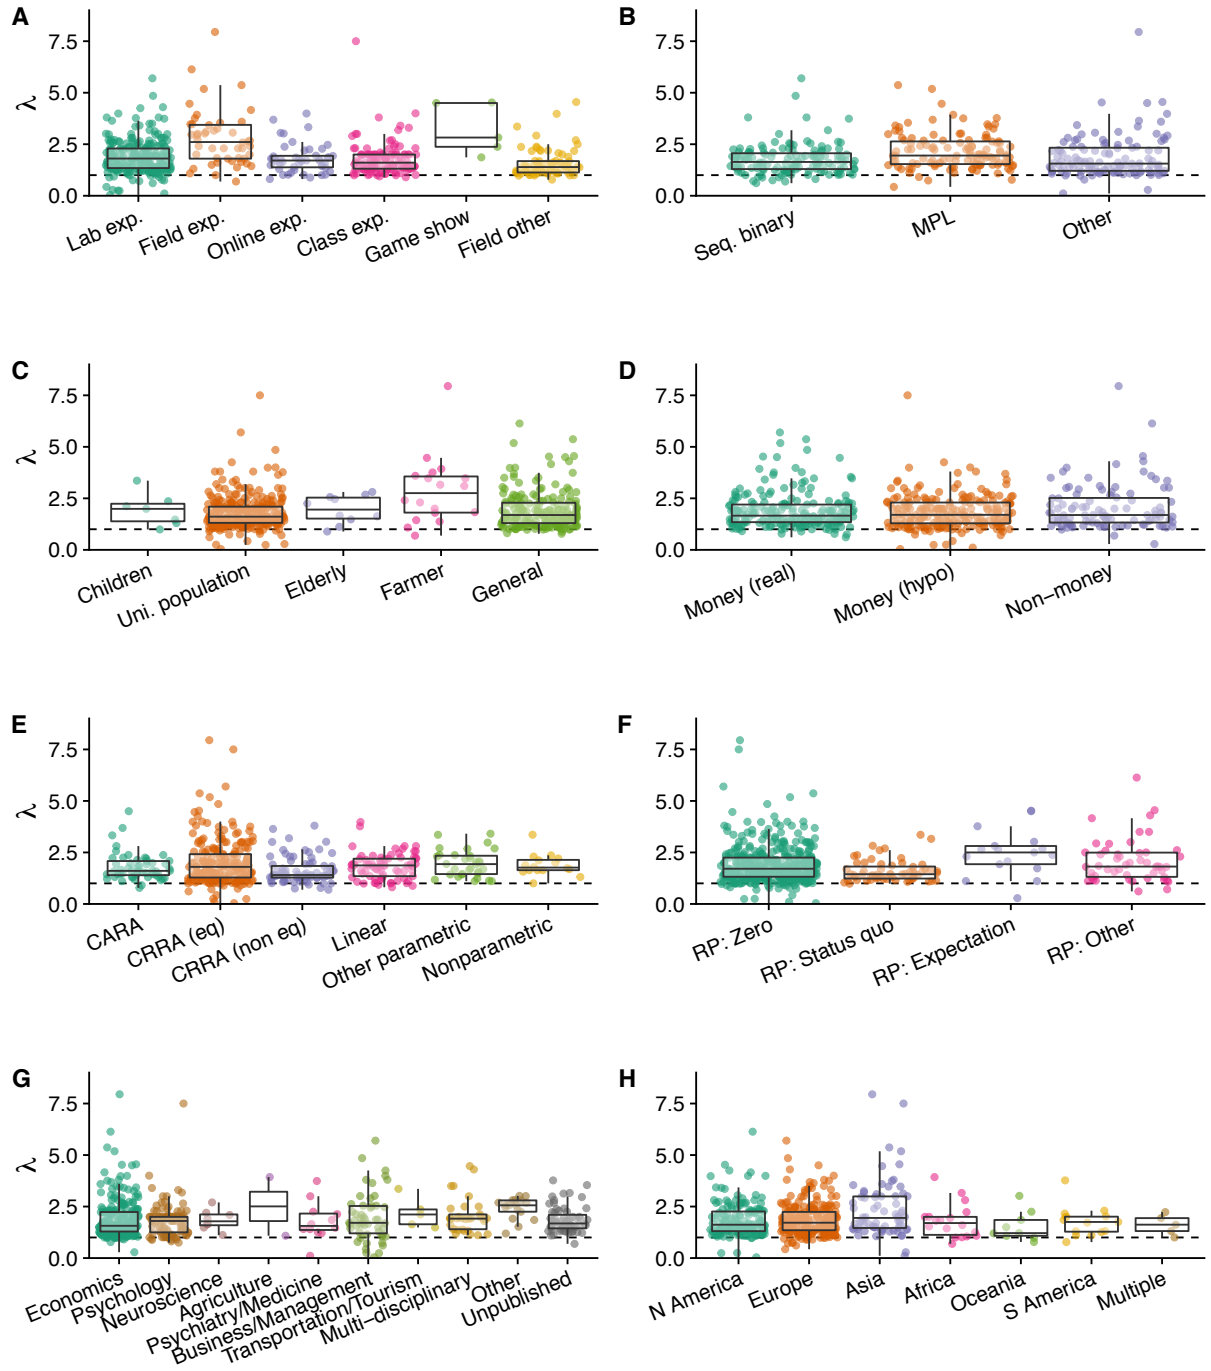 A
B
λ
7.5
5.0
2.5
0.0
Lab exp.
Field exp.
Online exp.
Class exp.
Game show
Field other
7.5
5.0
2.5
0.0
Seq. binary
MPL
Other
C
D
λ
7.5
5.0
2.5
0.0
Children
Uni. population
Elderly
Farmer
General
7.5
5.0
2.5
0.0
Money (real)
Money (hypo)
Non−money
E
F
λ
7.5
5.0
2.5
0.0
CARA
CRRA (eq)
CRRA (non eq)
Linear
Other parametric
Nonparametric
7.5
5.0
2.5
0.0
RP: Zero
RP: Status quo
RP: Expectation
RP: Other
G
H
λ
7.5
5.0
2.5
0.0
Economics
Psychology
Neuroscience
Agriculture
Psychiatry/Medicine
Business/Management
Transportation/Tourism
Multi−disciplinary
Other
Unpublished
7.5
5.0
2.5
0.0
N America
Europe
Asia
Africa
Oceania
S America
Multiple